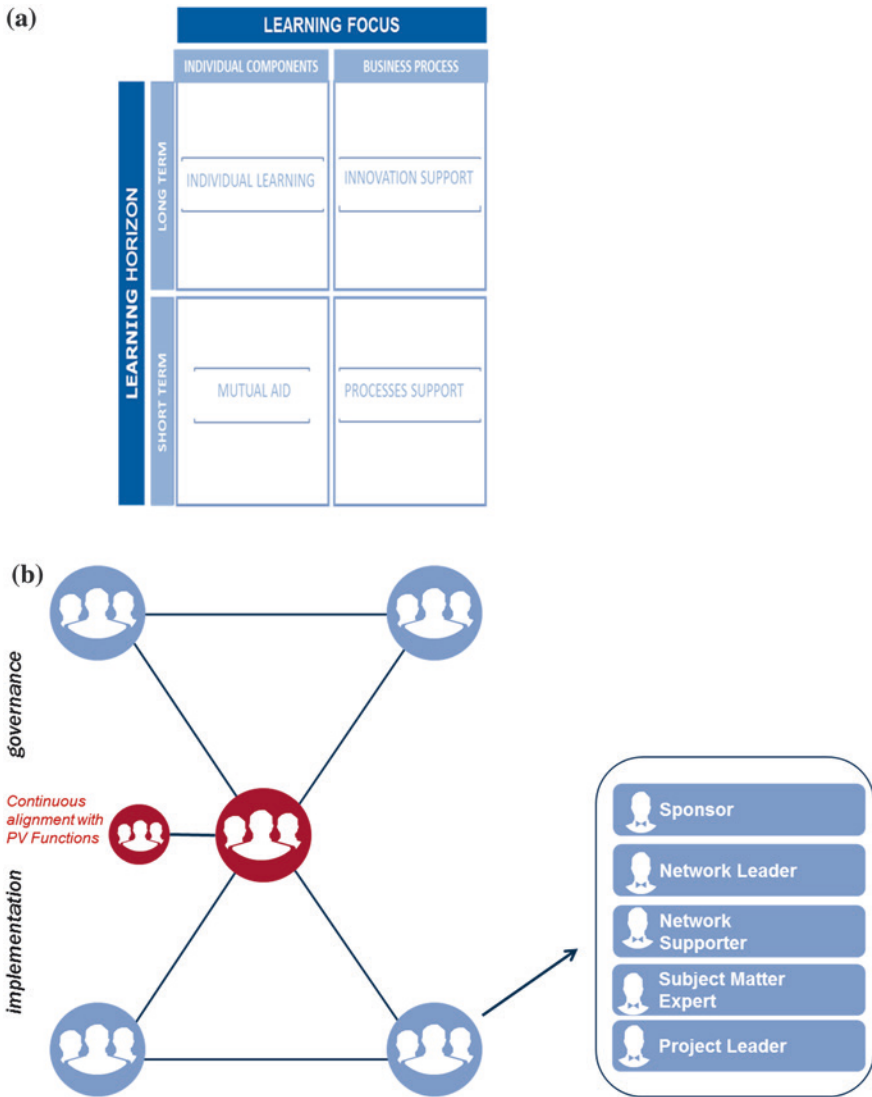 (a)
LEARNING FOCUS
INDIVIDUAL COMPONENTS
BUSINESS PROCESS
LEARNING HORIZON
LONG TERM
INDIVIDUAL LEARNING
INNOVATION SUPPORT
SHORT TERM
MUTUAL AID
PROCESSES SUPPORT
(b)
governance
Continuous
alignment with
PV Functions
implementation
Sponsor
Network Leader
Network
Supporter
Subject Matter
Expert
Project Leader